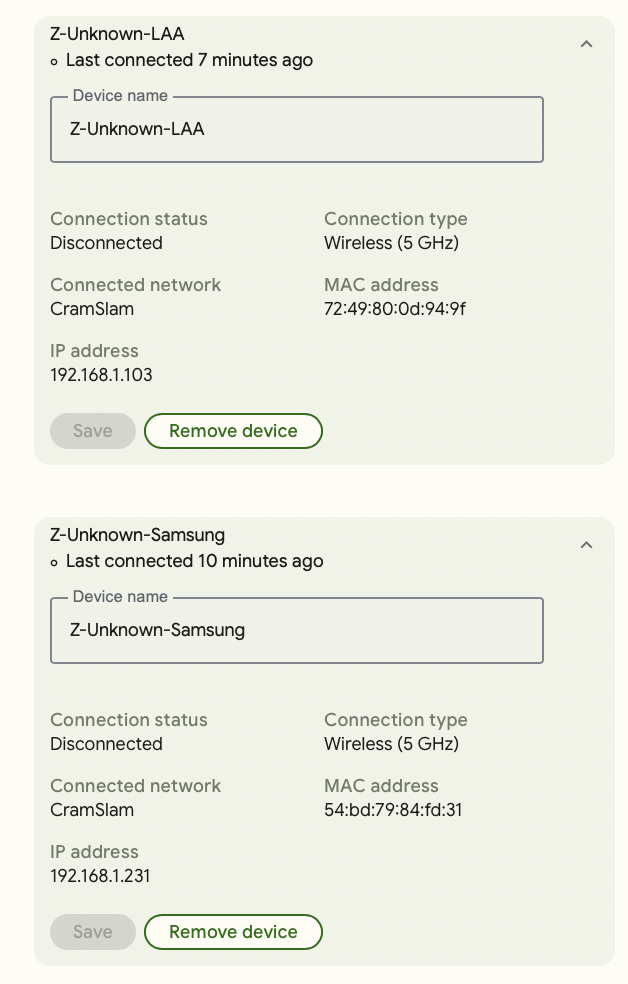 Z-Unknown-LAA
Last connected 7 minutes ago
Device name
Z-Unknown-LAA
Connection status
Connection type
Disconnected
Wireless (5 GHz)
Connected network
MAC address
CramSlam
72:49:80:0d:94:9f
IP address
192.168.1.103
Save
Remove device
Z-Unknown-Samsung
Last connected 10 minutes ago
Device name
Z-Unknown-Samsung
Connection status
Connection type
Disconnected
Wireless (5 GHz)
Connected network
MAC address
CramSlam
54:bd:79:84:fd:31
IP address
192.168.1.231
Save
Remove device